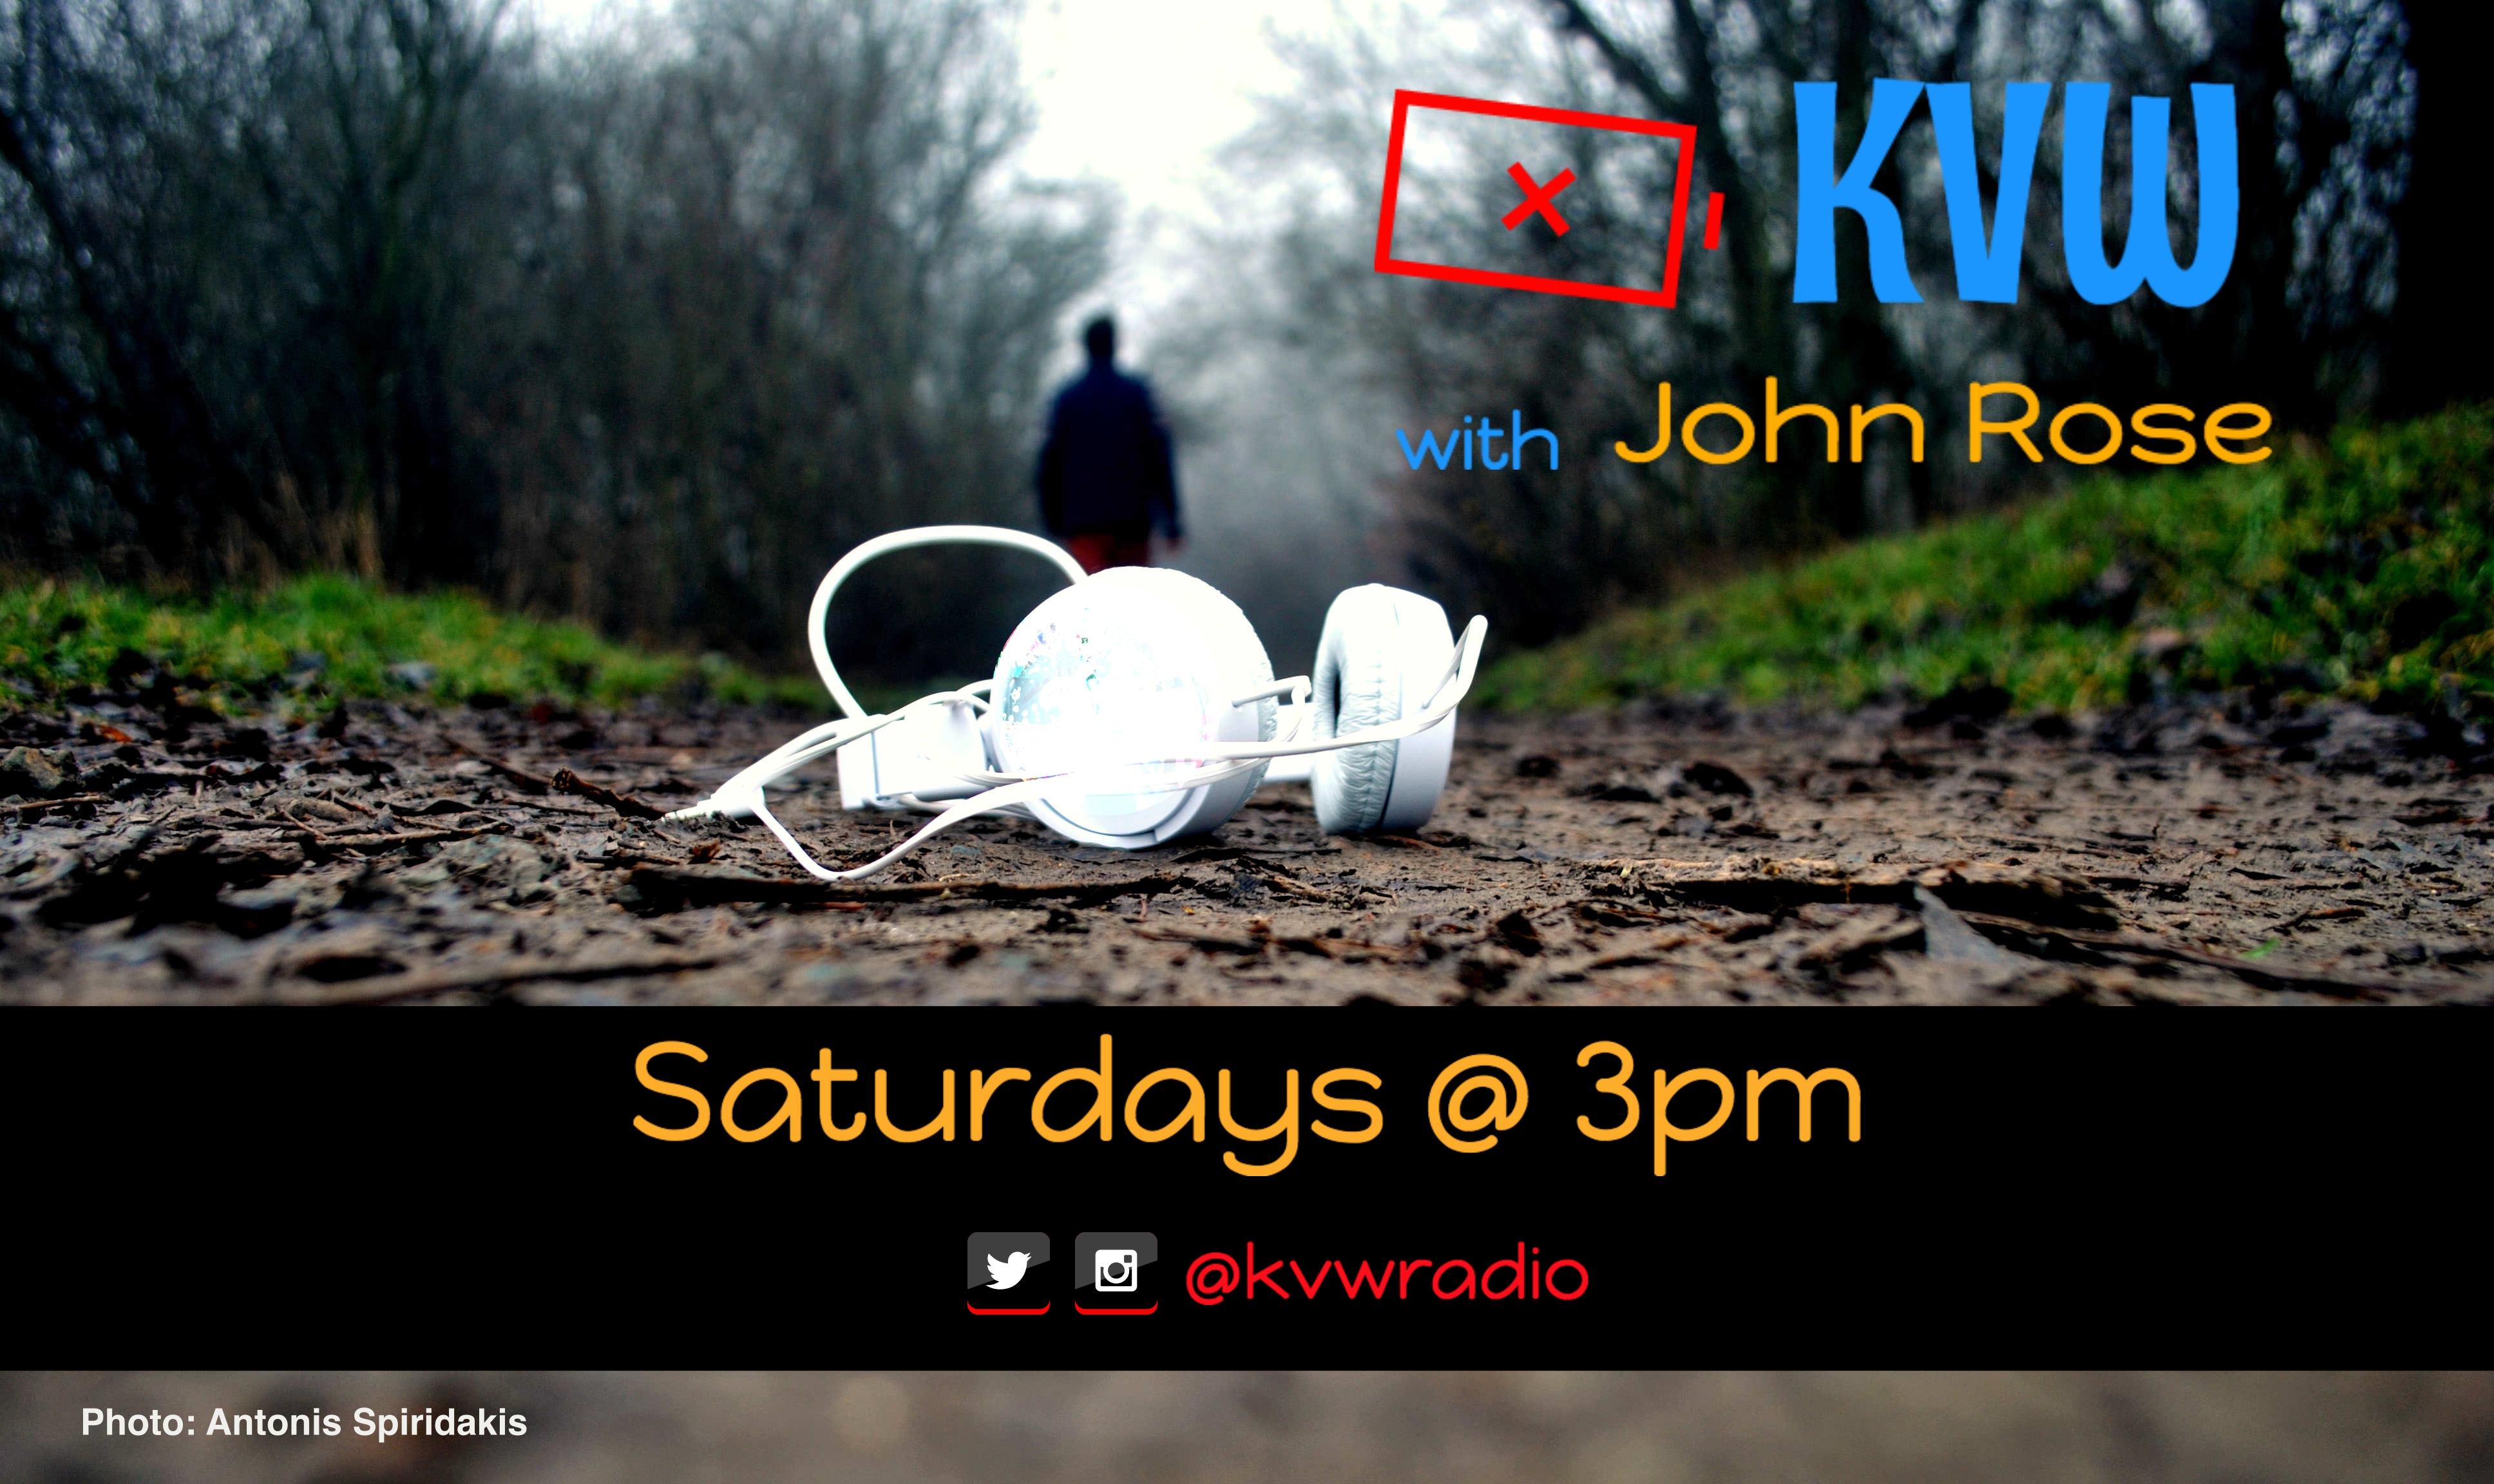 KVW
with John Rose
Saturdays @ 3pm
@kvwradio
Photo: Antonis Spiridakis